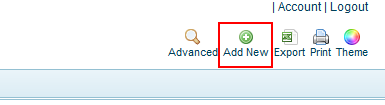 | Account | Logout
Advanced Add New Export Print Theme